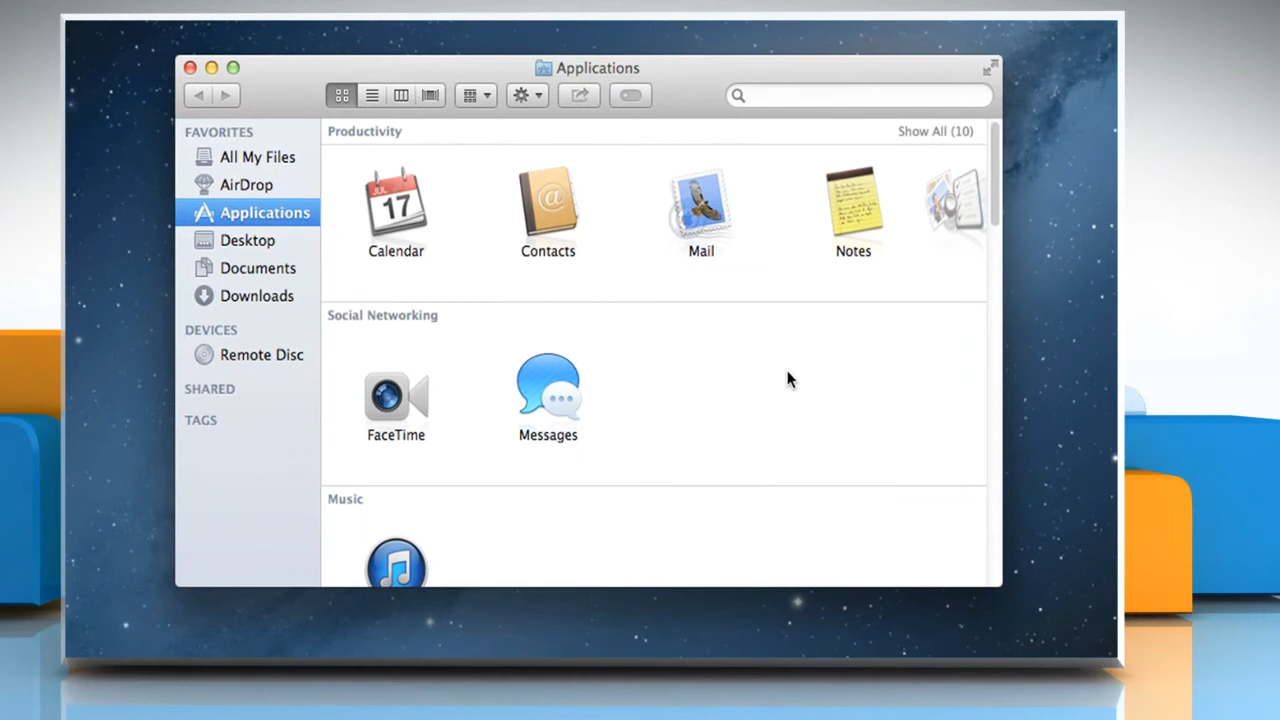 Applications
FAVORITES
All My Files
AirDrop
Applications
Desktop
Documents
Downloads
DEVICES
Remote Disc
SHARED
TAGS
Productivity
Show All (10)
JUL
17
Calendar
@
Contacts
Mail
Notes
Social Networking
FaceTime
Messages
Music